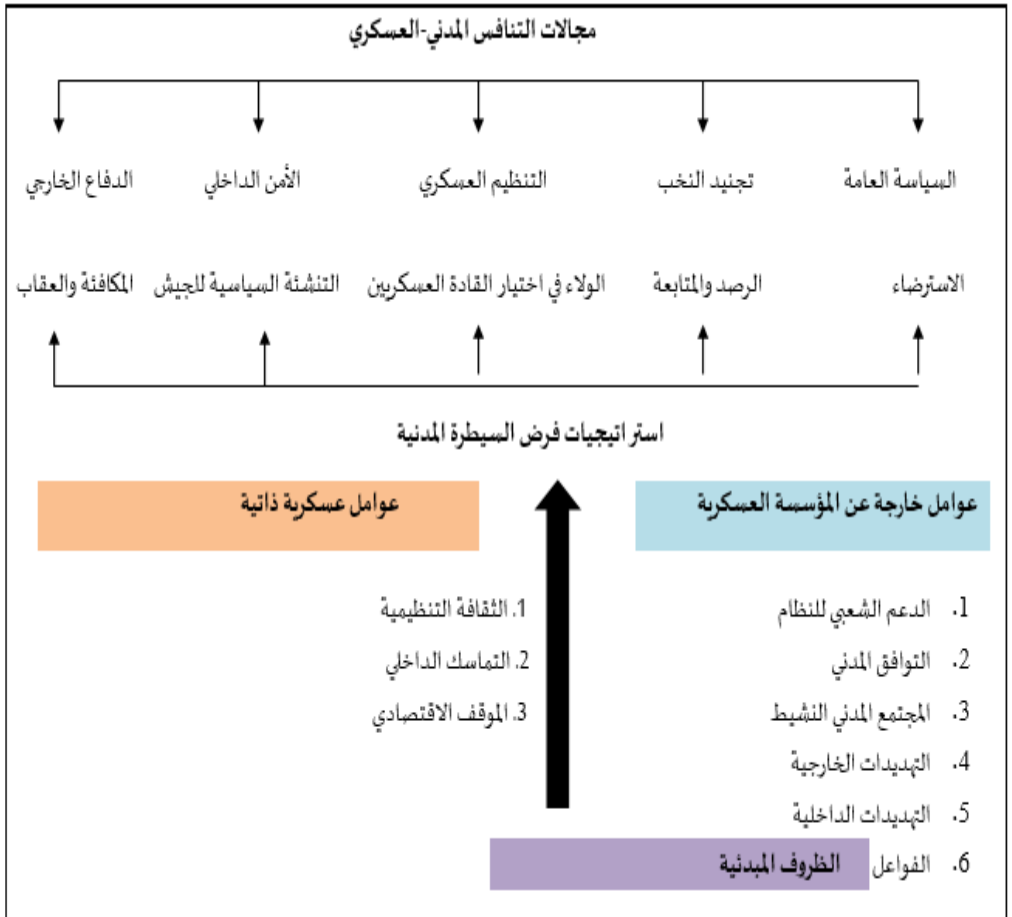 مجالات التنافس المدني-العسكري
السياسة العامة تجنيد النخب التنظيم العسكري الأمن الداخلي الدفاع الخارجي
الاسترضاء الرصد والمتابعة الولاء في اختيار القادة العسكريين التنشئة السياسية للجيش المكافئة والعقاب
استراتيجيات فرض السيطرة المدنية
عوامل خارجة عن المؤسسة العسكرية
1. الدعم الشعبي للنظام
2. التوافق المدني
3. المجتمع المدني النشيط
4. التهديدات الخارجية
5. التهديدات الداخلية
6. الفواعل
عوامل عسكرية ذاتية
1. الثقافة التنظيمية
2. التماسك الداخلي
3. الموقف الاقتصادي
الظروف المبدئية